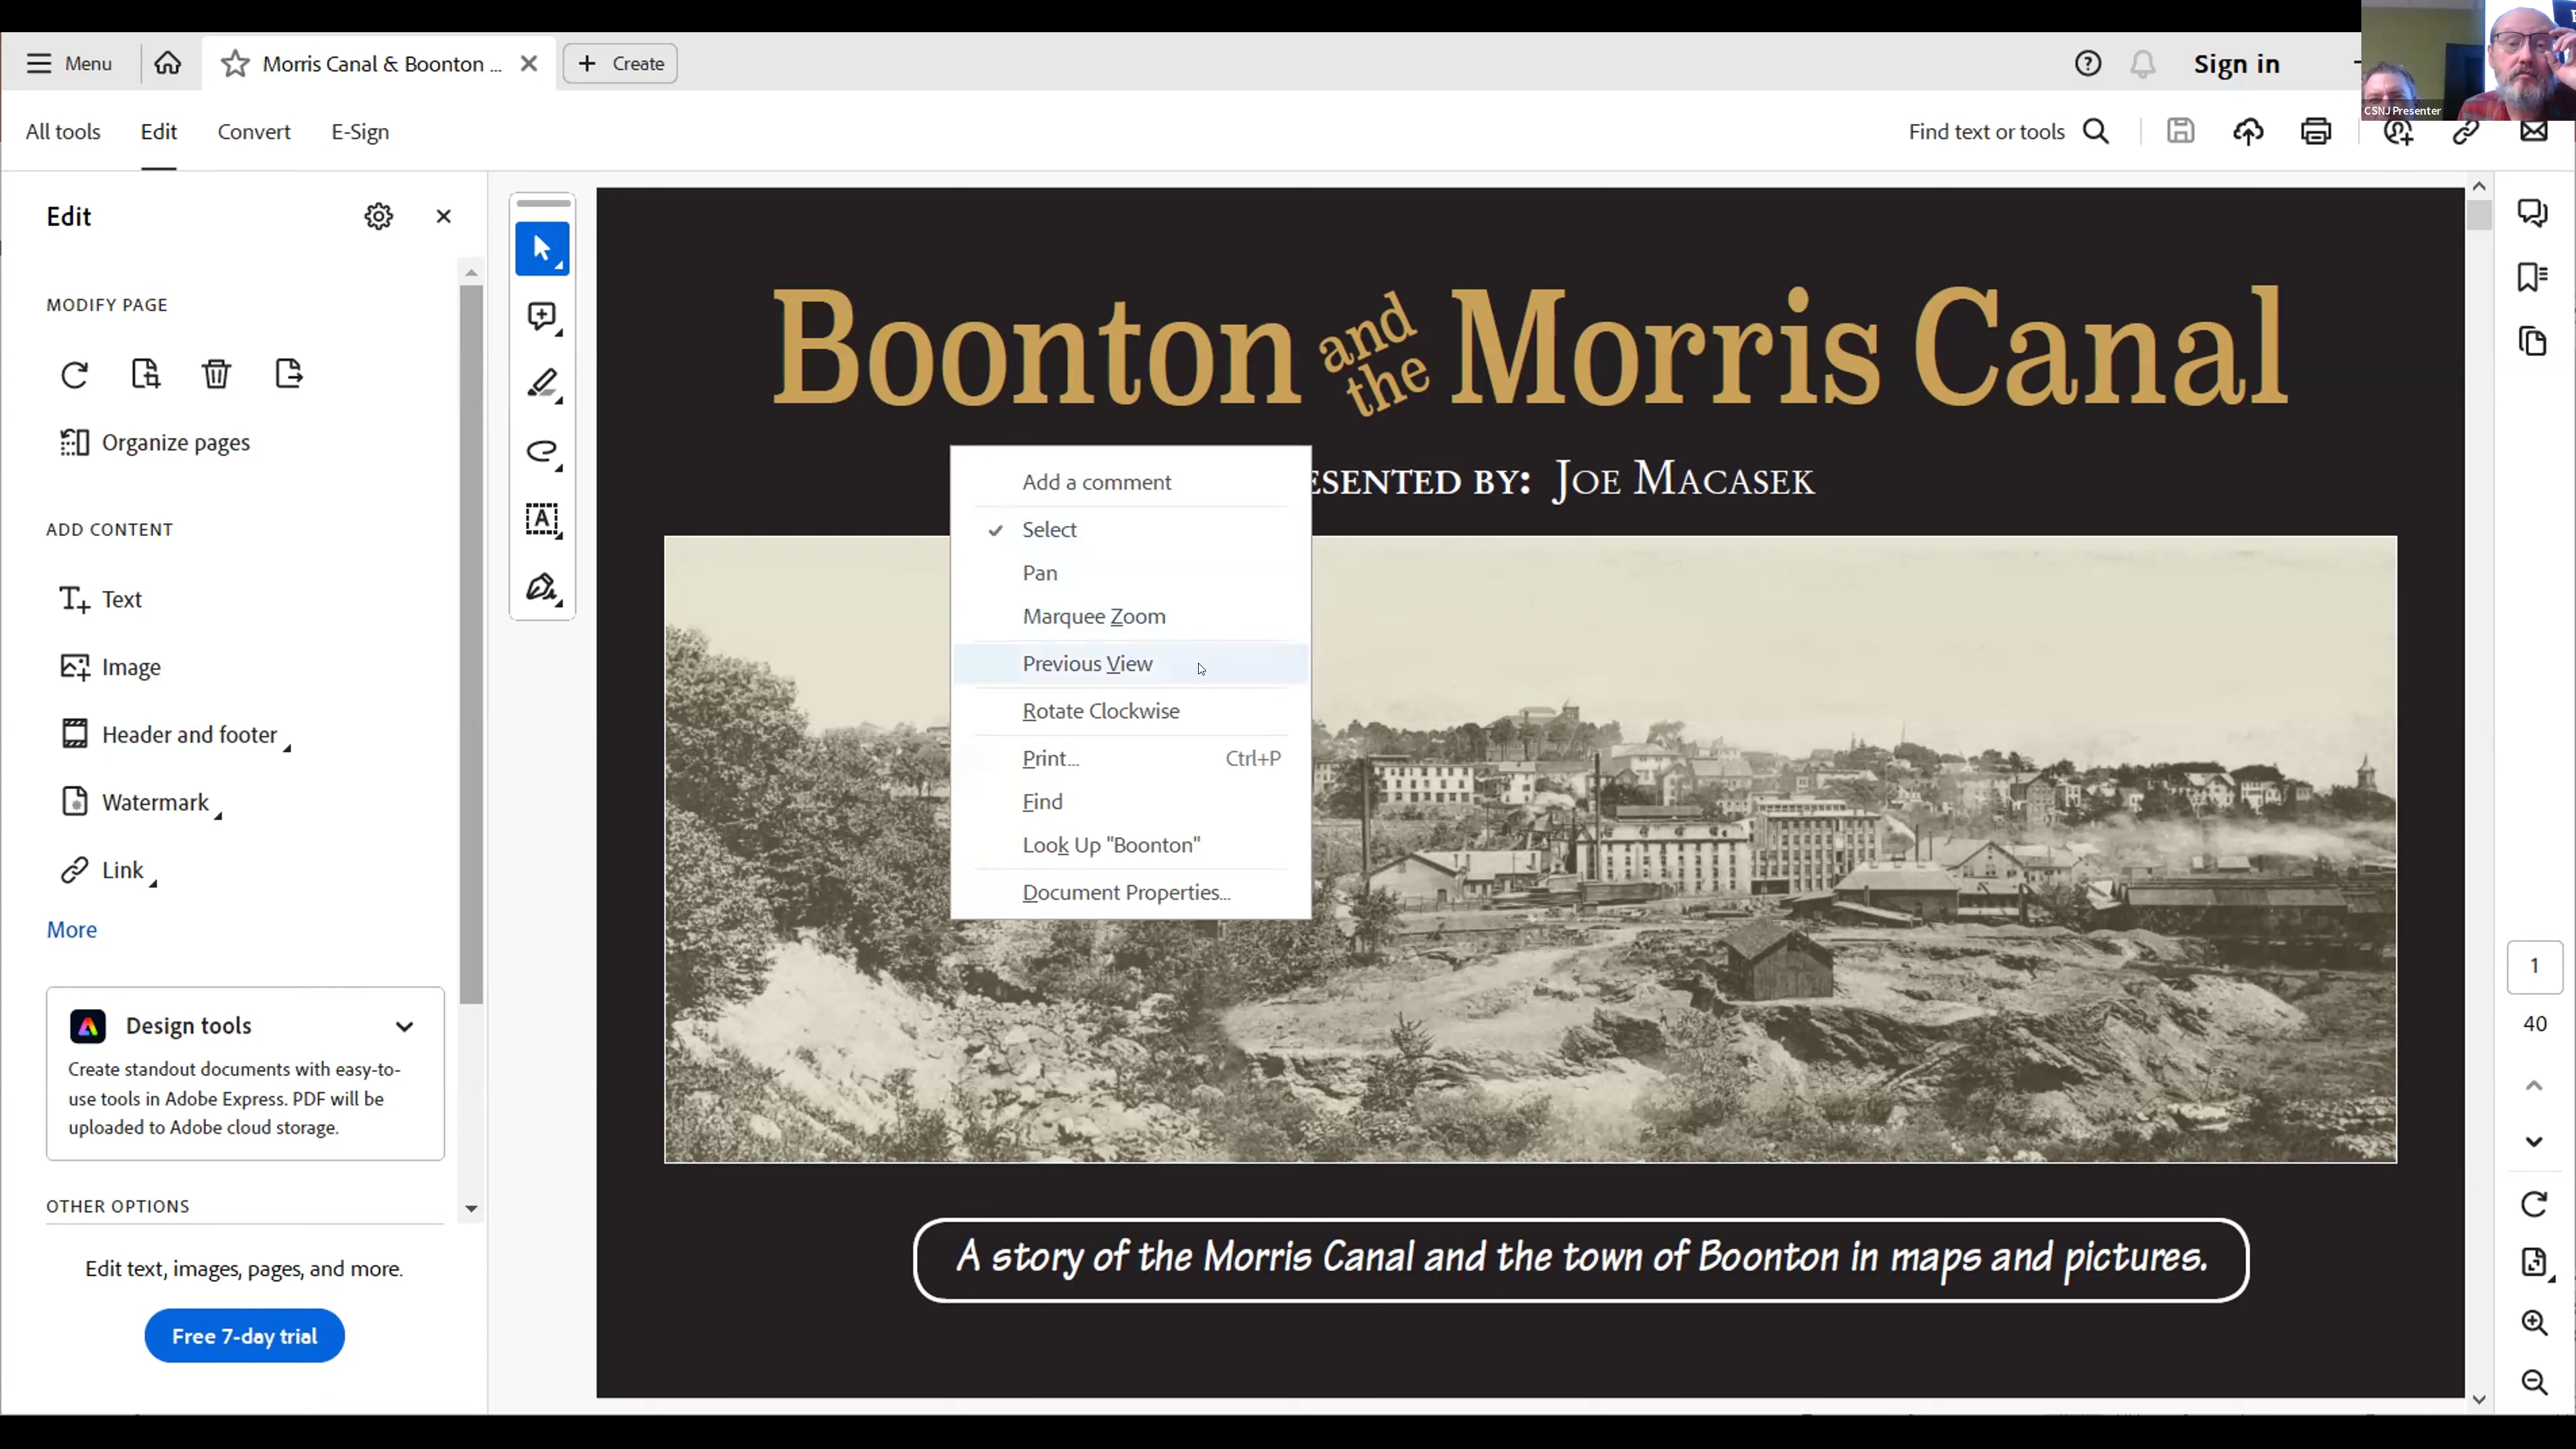 Menu
Morris Canal & Boonton ...
Create
Sign in
CSNJ Presenter
All tools
Edit
Convert
E-Sign
Find text or tools
Edit
MODIFY PAGE
Organize pages
ADD CONTENT
Text
Image
Header and footer
Watermark
Link
More
Design tools
Create standout documents with easy-to-
use tools in Adobe Express. PDF will be
uploaded to Adobe cloud storage.
OTHER OPTIONS
Edit text, images, pages, and more.
Free 7-day trial
Boonton and the Morris Canal
ESENTED BY: JOE MACASEK
Add a comment
Select
Pan
Marquee Zoom
Previous View
Rotate Clockwise
Print... Ctrl+P
Find
Look Up "Boonton"
Document Properties...
A story of the Morris Canal and the town of Boonton in maps and pictures.
1
40